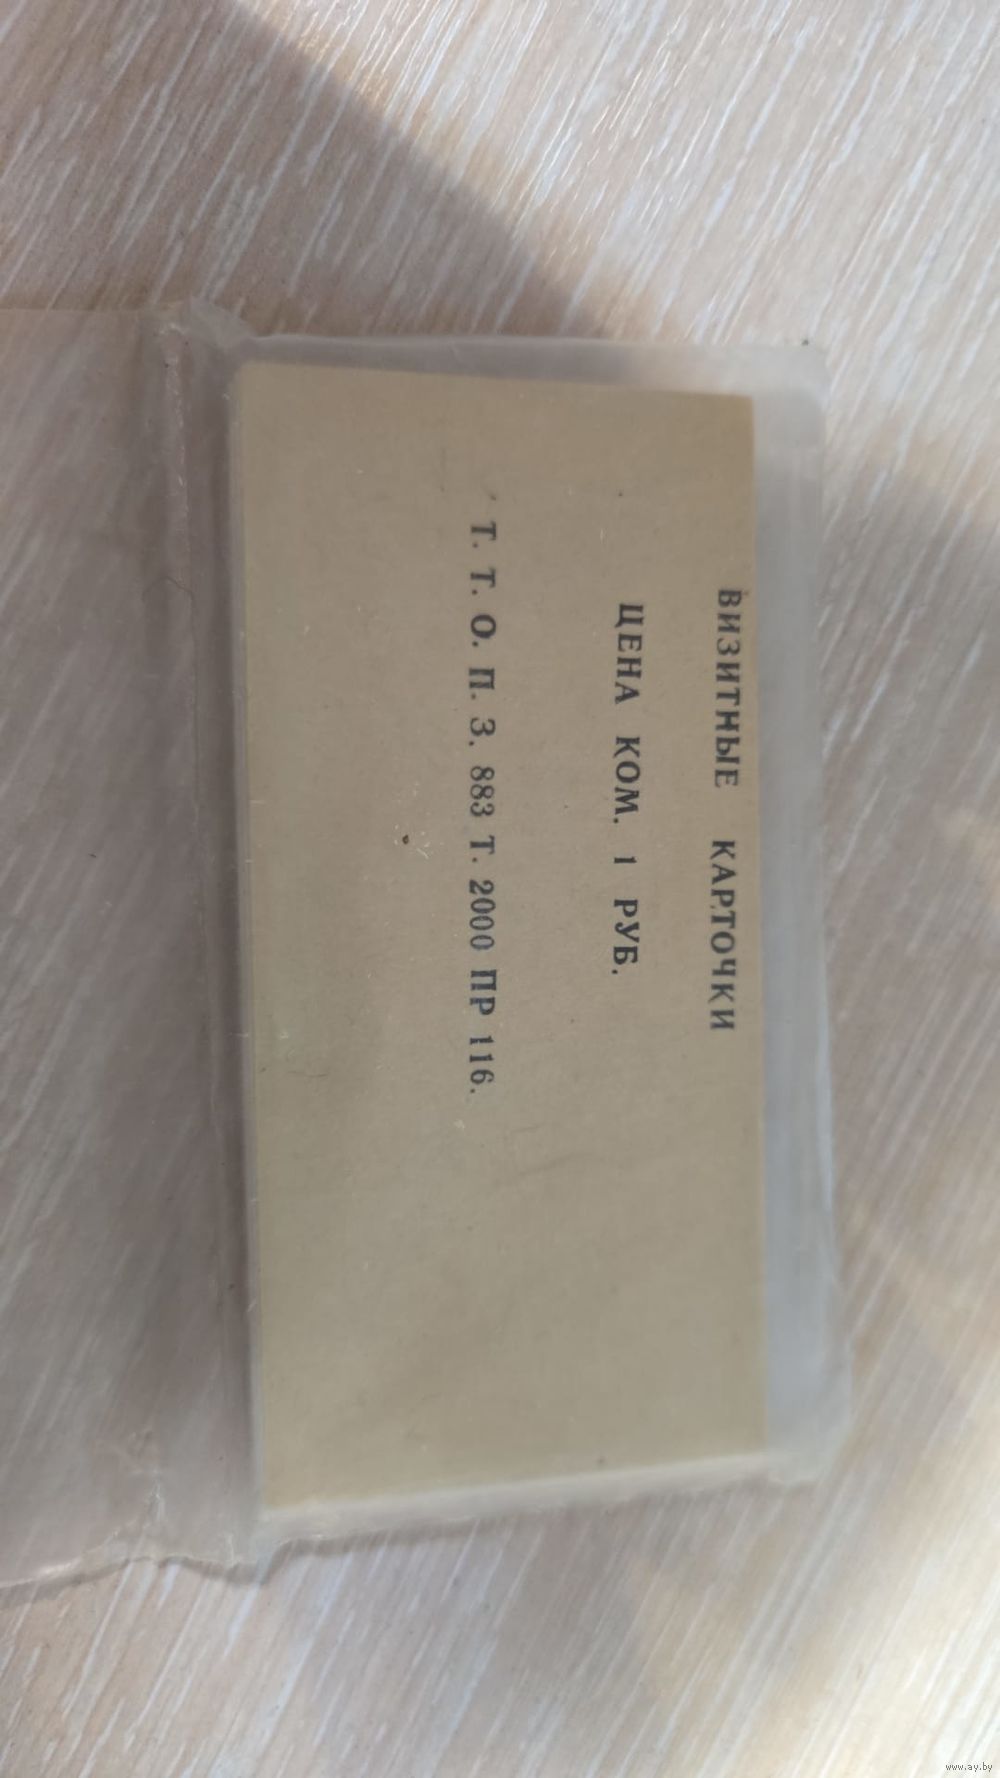 ВИЗИТНЫЕ КАРТОЧКИ
ЦЕНА КОМ. 1 РУБ.
Т. Т. О. П. З. 883 Т. 2000 ПР 116.
www.ay.by